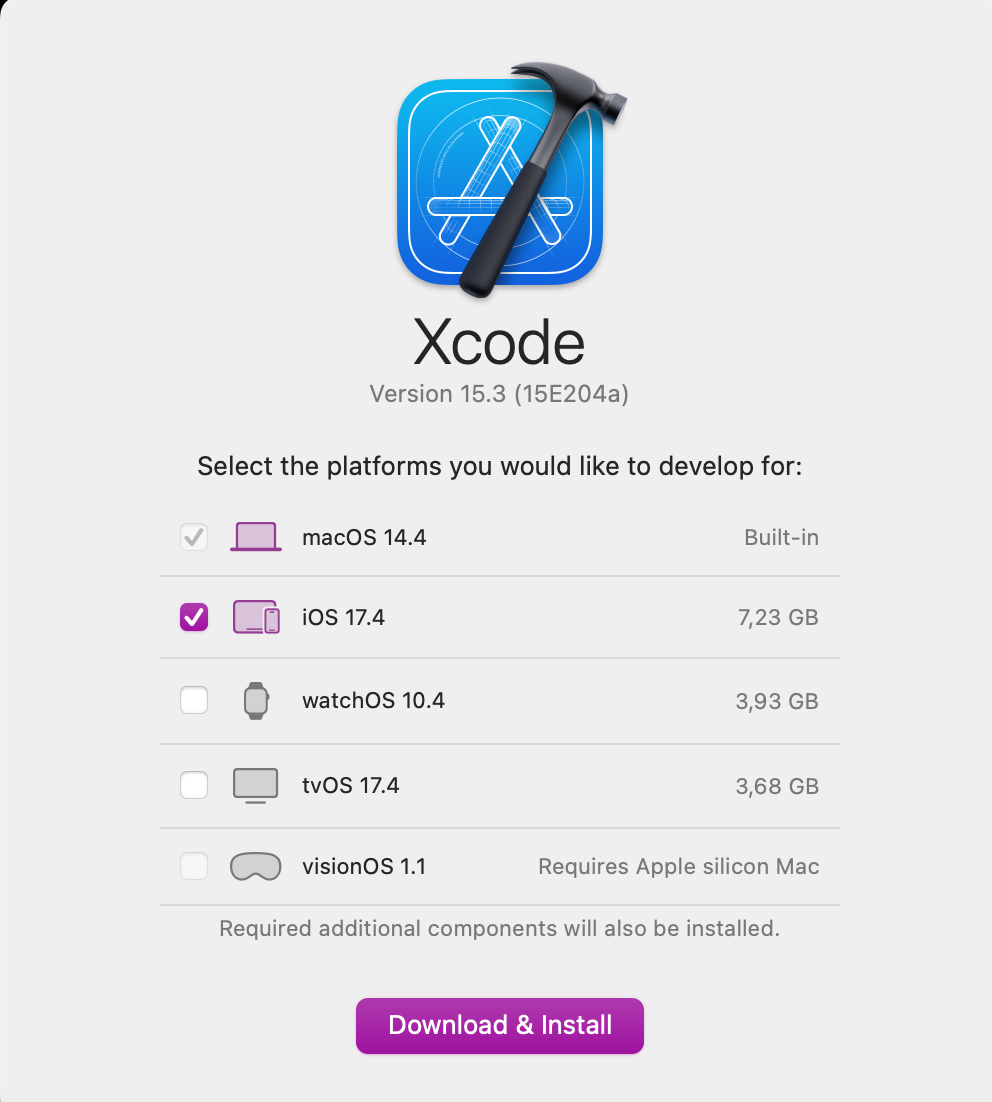 Xcode
Version 15.3 (15E204a)
Select the platforms you would like to develop for:
macOS 14.4 Built-in
iOS 17.4 7,23 GB
watchOS 10.4 3,93 GB
tvOS 17.4 3,68 GB
visionOS 1.1 Requires Apple silicon Mac
Required additional components will also be installed.
Download & Install